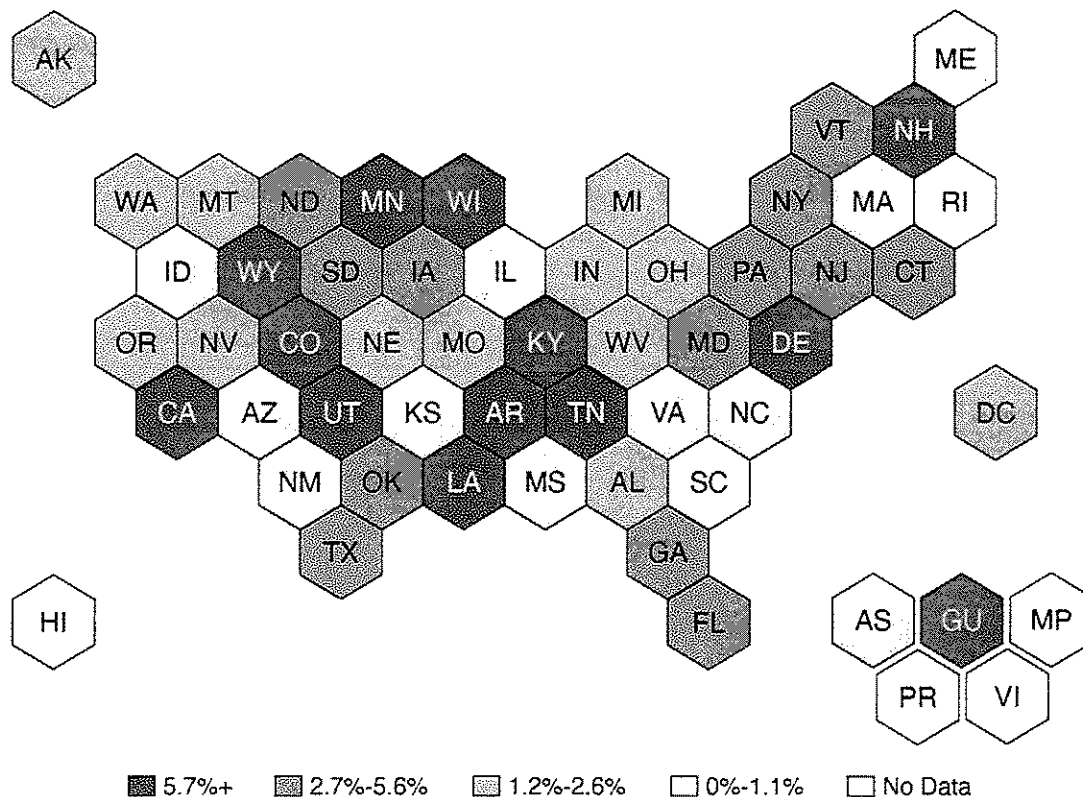 AK ME
VT NH
WA MT ND MN WI MI NY MA RI
ID WY SD IA IL IN OH PA NJ CT
OR NV CO NE MO KY WV MD DE
CA AZ UT KS AR TN VA NC DC
NM OK LA MS AL SC
TX GA
HI FL AS GU MP
PR VI
5.7%+ 2.7%-5.6% 1.2%-2.6% 0%-1.1% No Data